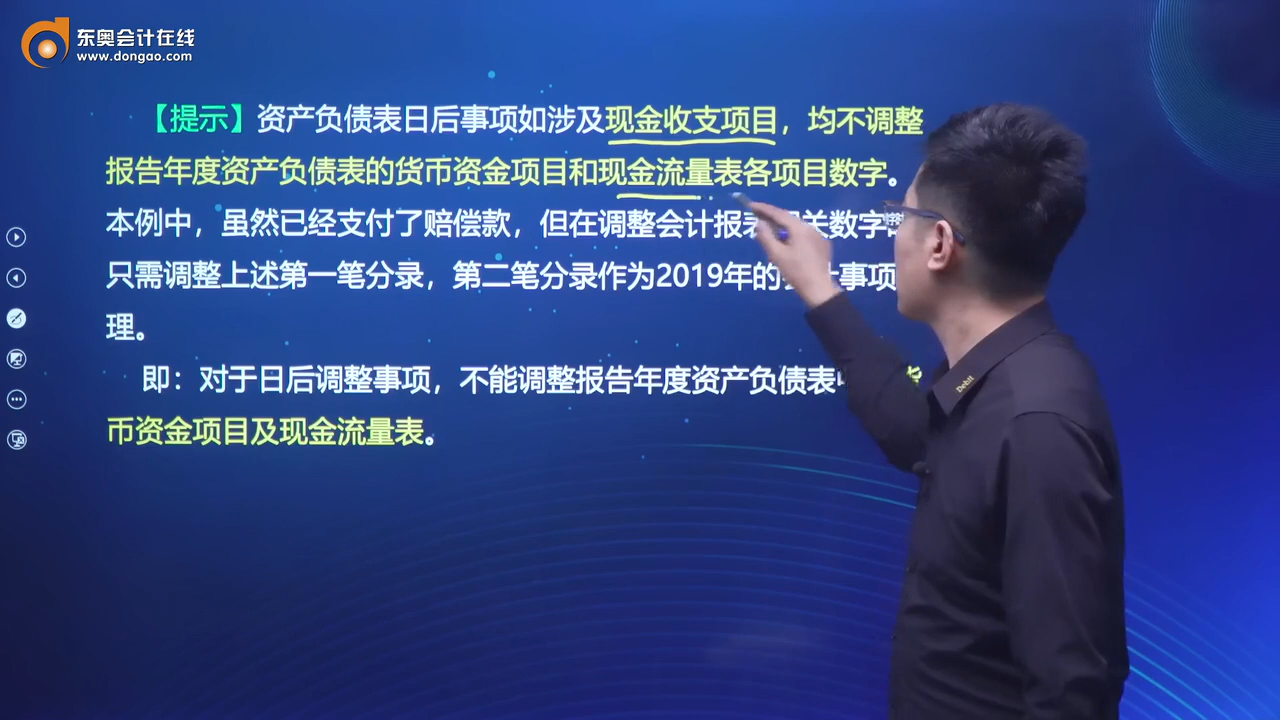 东奥会计在线
www.dongao.com
【提示】资产负债表日后事项如涉及现金收支项目，均不调整
报告年度资产负债表的货币资金项目和现金流量表各项目数字。
本例中，虽然已经支付了赔偿款，但在调整会计报表相关数字
只需调整上述第一笔分录，第二笔分录作为2019年的会计事项
理。
即：对于日后调整事项，不能调整报告年度资产负债表
币资金项目及现金流量表。
Debit